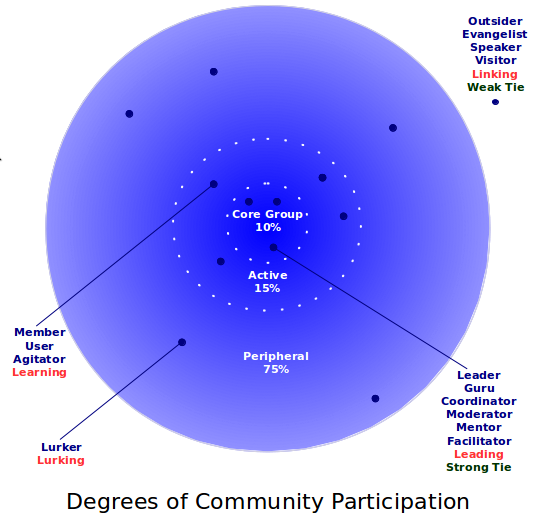 Outsider
Evangelist
Speaker
Visitor
Linking
Weak Tie
Core Group
10%
Active
15%
Member
User
Agitator
Learning
Peripheral
75%
Leader
Guru
Coordinator
Moderator
Mentor
Facilitator
Leading
Strong Tie
Lurker
Lurking
Degrees of Community Participation